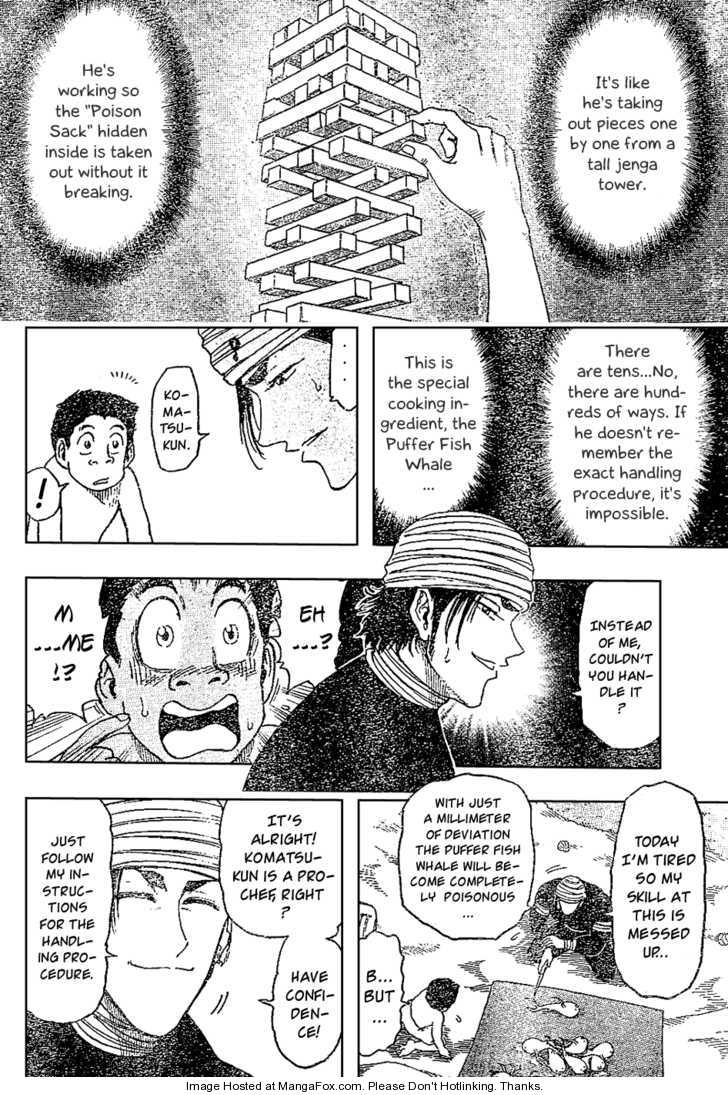 It's like
he's taking
out pieces one
by one from a
tall jenga
tower.
He's
working so
the "Poison
Sack" hidden
inside is taken
out without it
breaking.
There
are tens...No,
there are hund-
reds of ways. If
he doesn't re-
member the
exact handling
procedure, it's
impossible.
This is
the special
cooking in-
gredient, the
Puffer Fish
Whale
...
...
KO-
MA-
TSU-
KUN.
!
INSTEAD
OF ME,
COULDN'T
YOU HAN-
DLE IT
?
EH
....?
M
....ME
!?
TODAY
I'M TIRED
SO MY
SKILL AT
THIS IS
MESSED
UP...
WITH JUST
A MILLIMETER
OF DEVIATION
THE PUFFER FISH
WHALE WILL BE-
COME COMPLETE-
LY POISONOUS
...
B...
BUT
...
IT'S
ALRIGHT!
KOMATSU-
KUN IS A PRO-
CHEF, RIGHT
?
HAVE
CONFI-
DEN-
CE!
JUST
FOLLOW
MY IN-
STRUC-
TIONS
FOR THE
HANDL-
ING PRO-
CEDURE.
Image Hosted at MangaFox.com. Please Don't Hotlinking. Thanks.